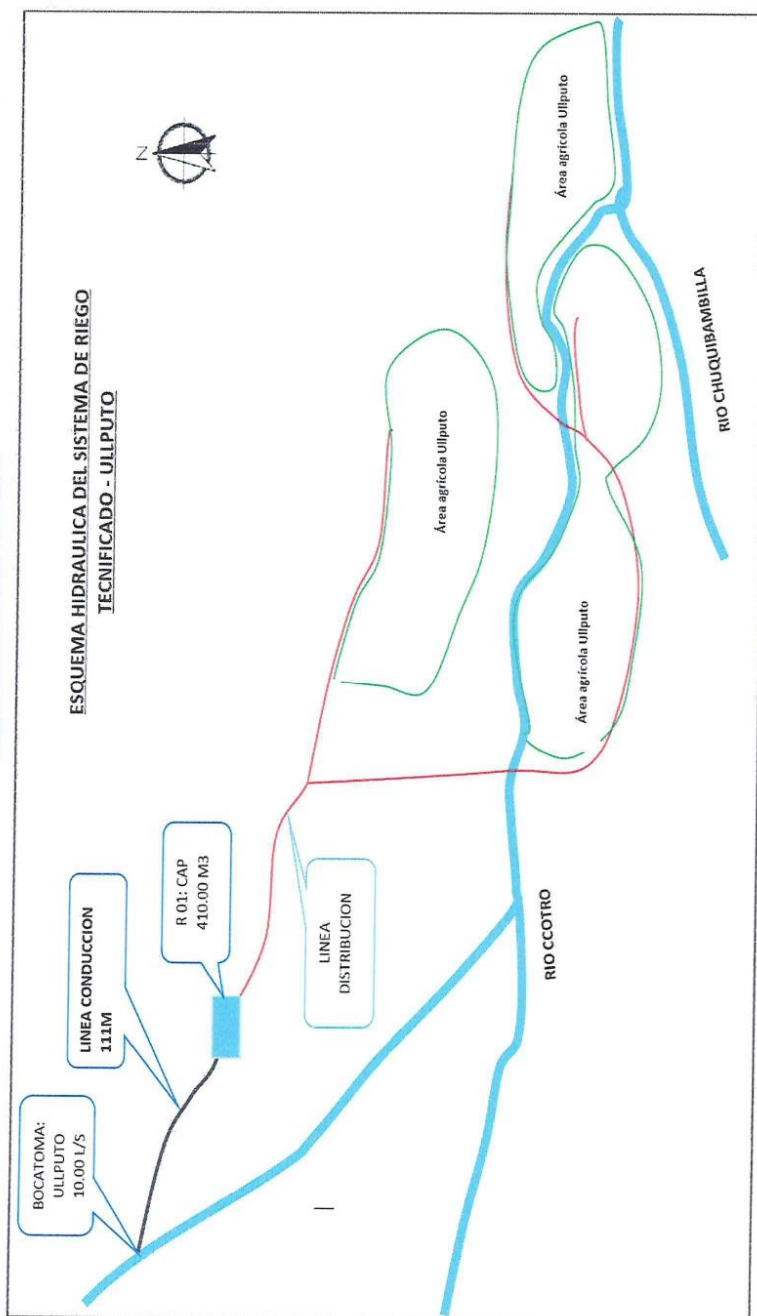 ESQUEMA HIDRAULICA DEL SISTEMA DE RIEGO
TECNIFICADO - ULLPUTO
N
BOCATOMA:
ULLPUTO
10.00 L/S
LINEA CONDUCCION
111M
R 01: CAP
410.00 M3
LINEA
DISTRIBUCION
Área agrícola Ullputo
Área agrícola Ullputo
Área agrícola Ullputo
RIO CCOTRO
RIO CHUQUIBAMBILLA